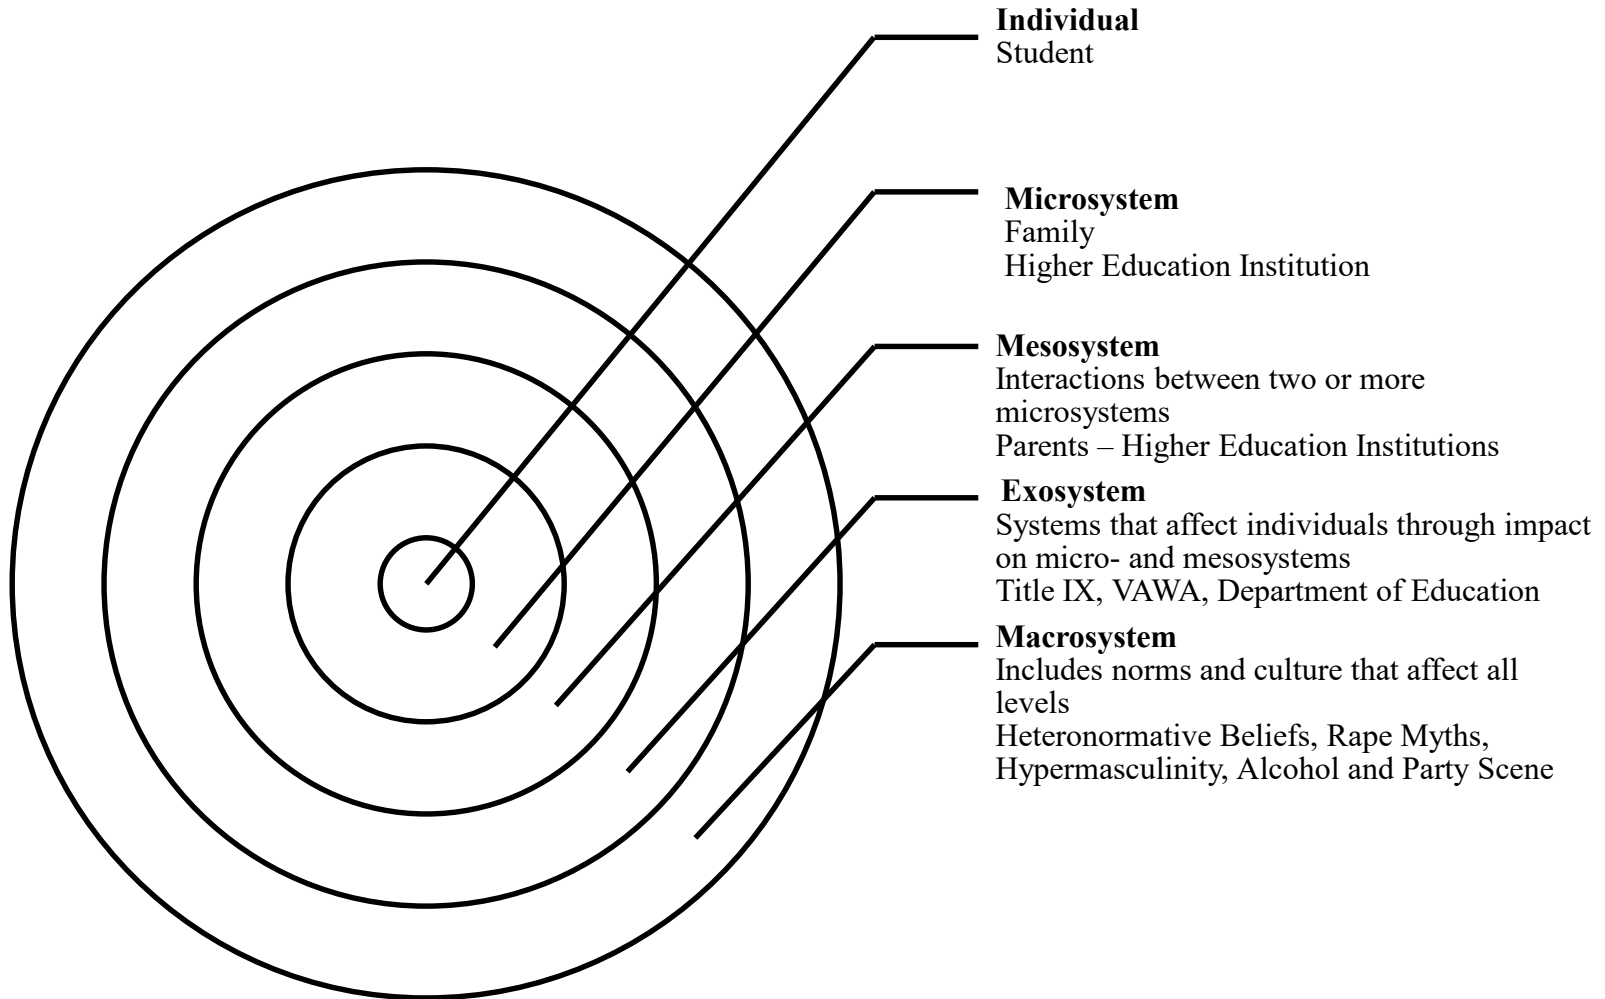 Individual
Student
Microsystem
Family
Higher Education Institution
Mesosystem
Interactions between two or more
microsystems
Parents – Higher Education Institutions
Exosystem
Systems that affect individuals through impact
on micro- and mesosystems
Title IX, VAWA, Department of Education
Macrosystem
Includes norms and culture that affect all
levels
Heteronormative Beliefs, Rape Myths,
Hypermasculinity, Alcohol and Party Scene